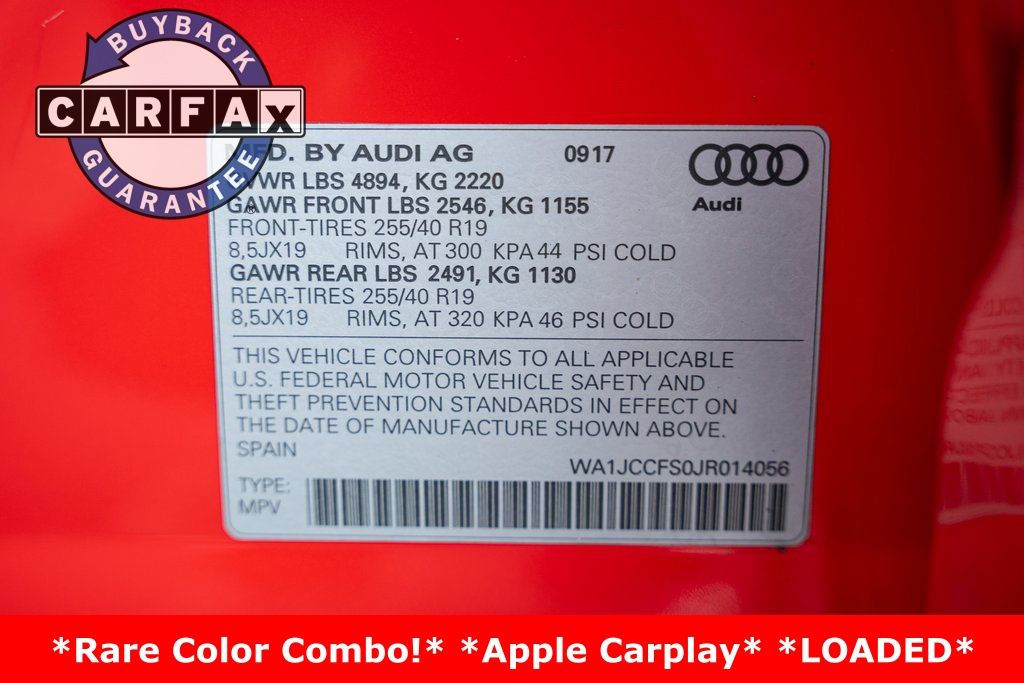 BUYBACK
CARFAX
GUARANTEE
®
MFD. BY AUDI AG 0917
GVWR LBS 4894, KG 2220
Audi
GAWR FRONT LBS 2546, KG 1155
FRONT-TIRES 255/40 R19
8,5JX19 RIMS, AT 300 KPA 44 PSI COLD
GAWR REAR LBS 2491, KG 1130
REAR-TIRES 255/40 R19
8,5JX19 RIMS, AT 320 KPA 46 PSI COLD
THIS VEHICLE CONFORMS TO ALL APPLICABLE
U.S. FEDERAL MOTOR VEHICLE SAFETY AND
THEFT PREVENTION STANDARDS IN EFFECT ON
THE DATE OF MANUFACTURE SHOWN ABOVE.
SPAIN
WA1JCCFS0JR014056
TYPE:
MPV
*Rare Color Combo!* *Apple Carplay* *LOADED*